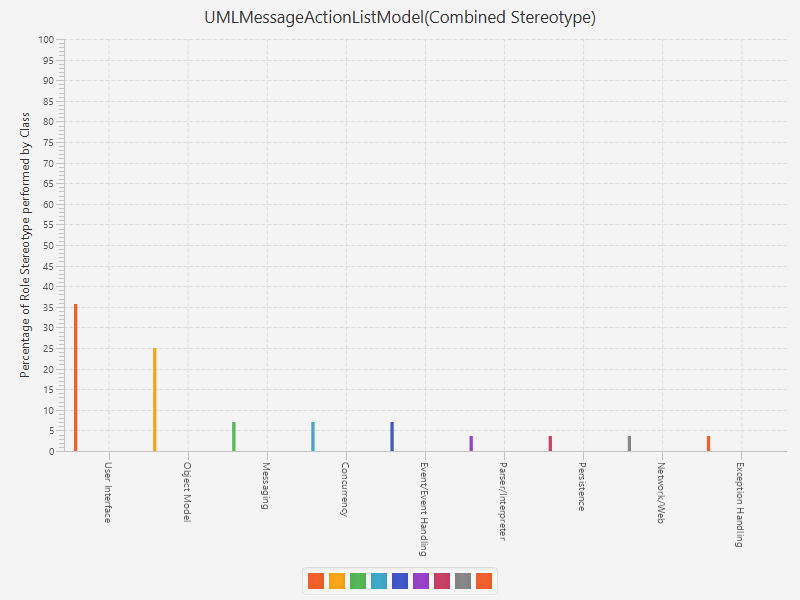 UMLMessageActionListModel(Combined Stereotype)
Percentage of Role Stereotype performed by Class
100
95
90
85
80
75
70
65
60
55
50
45
40
35
30
25
20
15
10
5
0
User Interface
Object Model
Messaging
Concurrency
Event/Event Handling
Parser/Interpreter
Persistence
Network/Web
Exception Handling